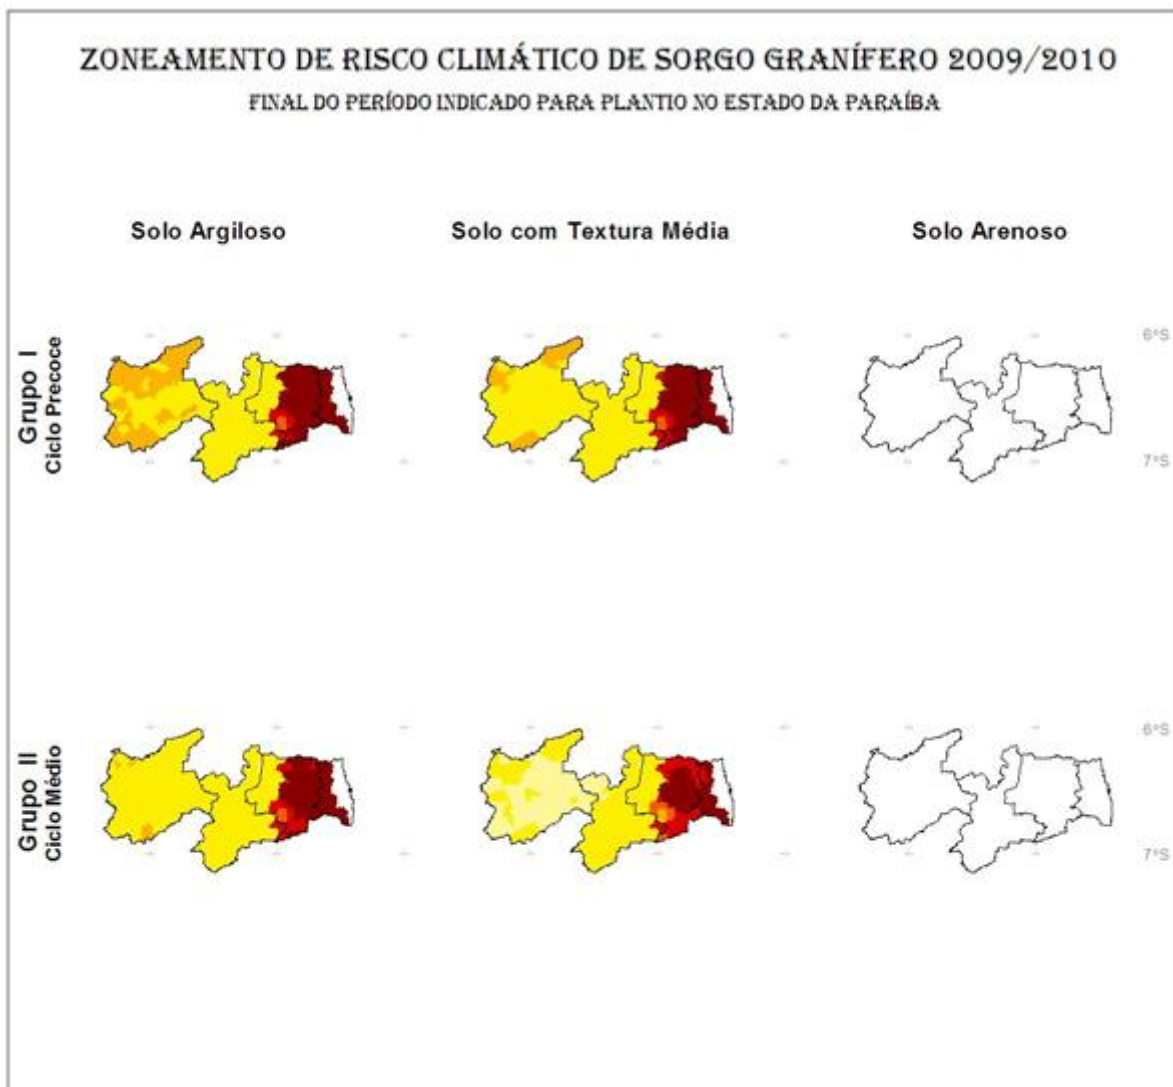 ZONEAMENTO DE RISCO CLIMÁTICO DE SORGO GRANÍFERO 2009/2010
FINAL DO PERÍODO INDICADO PARA PLANTIO NO ESTADO DA PARAÍBA
Solo Argiloso
Solo com Textura Média
Solo Arenoso
Grupo I
Ciclo Precoce
6°S
7°S
Grupo II
Ciclo Médio
6°S
7°S